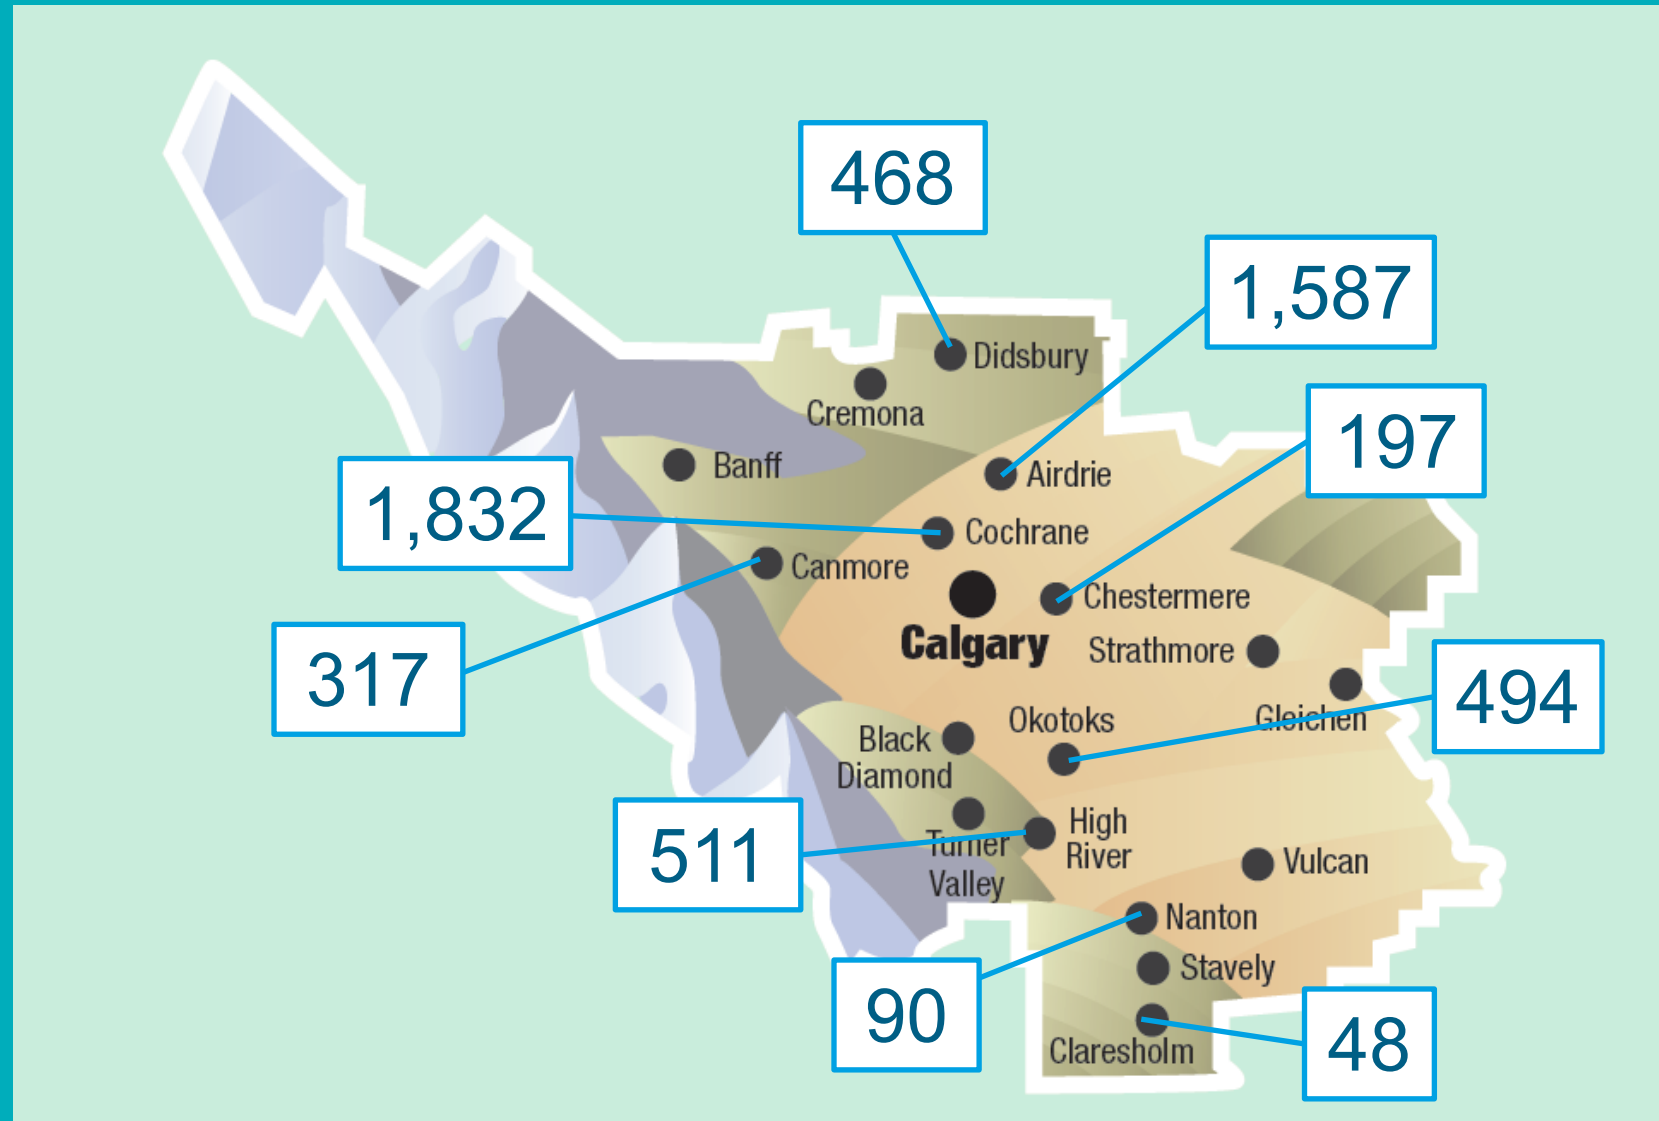 468
1,587
Didsbury
Cremona
197
Banff
Airdrie
1,832
Cochrane
Canmore
Chestermere
Calgary
Strathmore
317
494
Okotoks
Gleichen
Black
Diamond
High
River
Turner
Valley
511
Vulcan
Nanton
Stavely
90
48
Claresholm